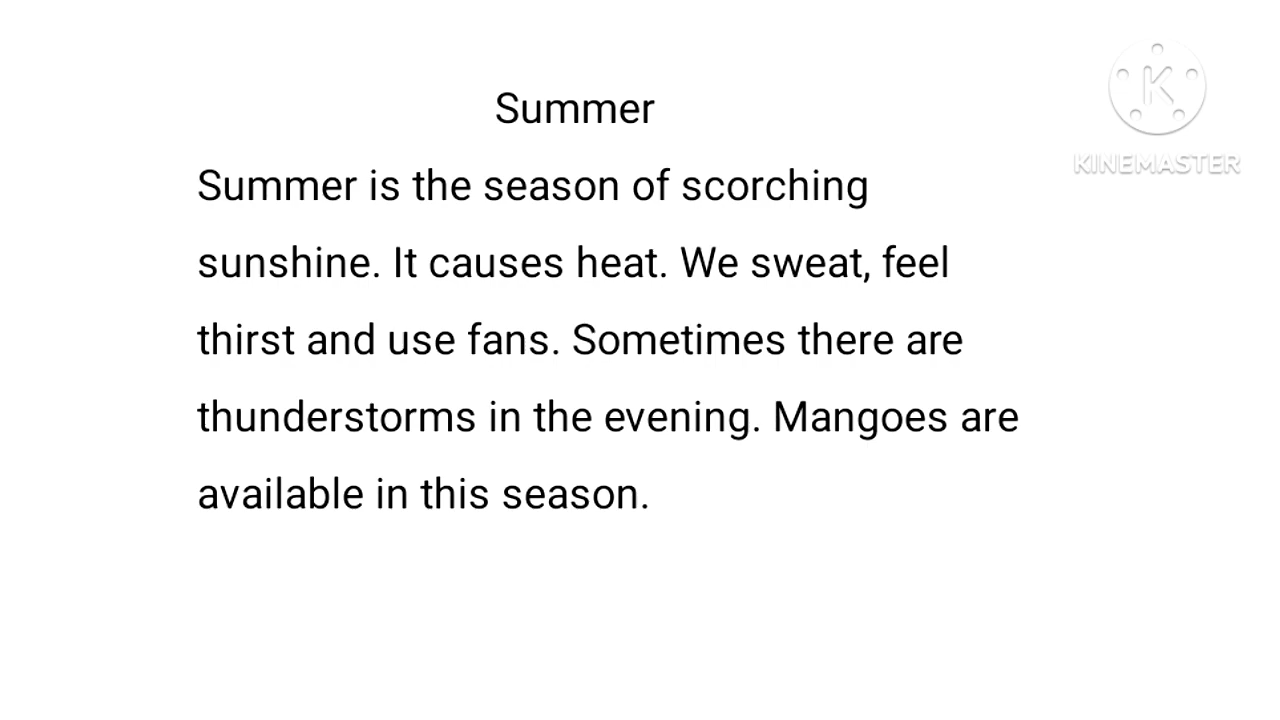 Summer
Summer is the season of scorching
sunshine. It causes heat. We sweat, feel
thirst and use fans. Sometimes there are
thunderstorms in the evening. Mangoes are
available in this season.
K
KINEMASTER